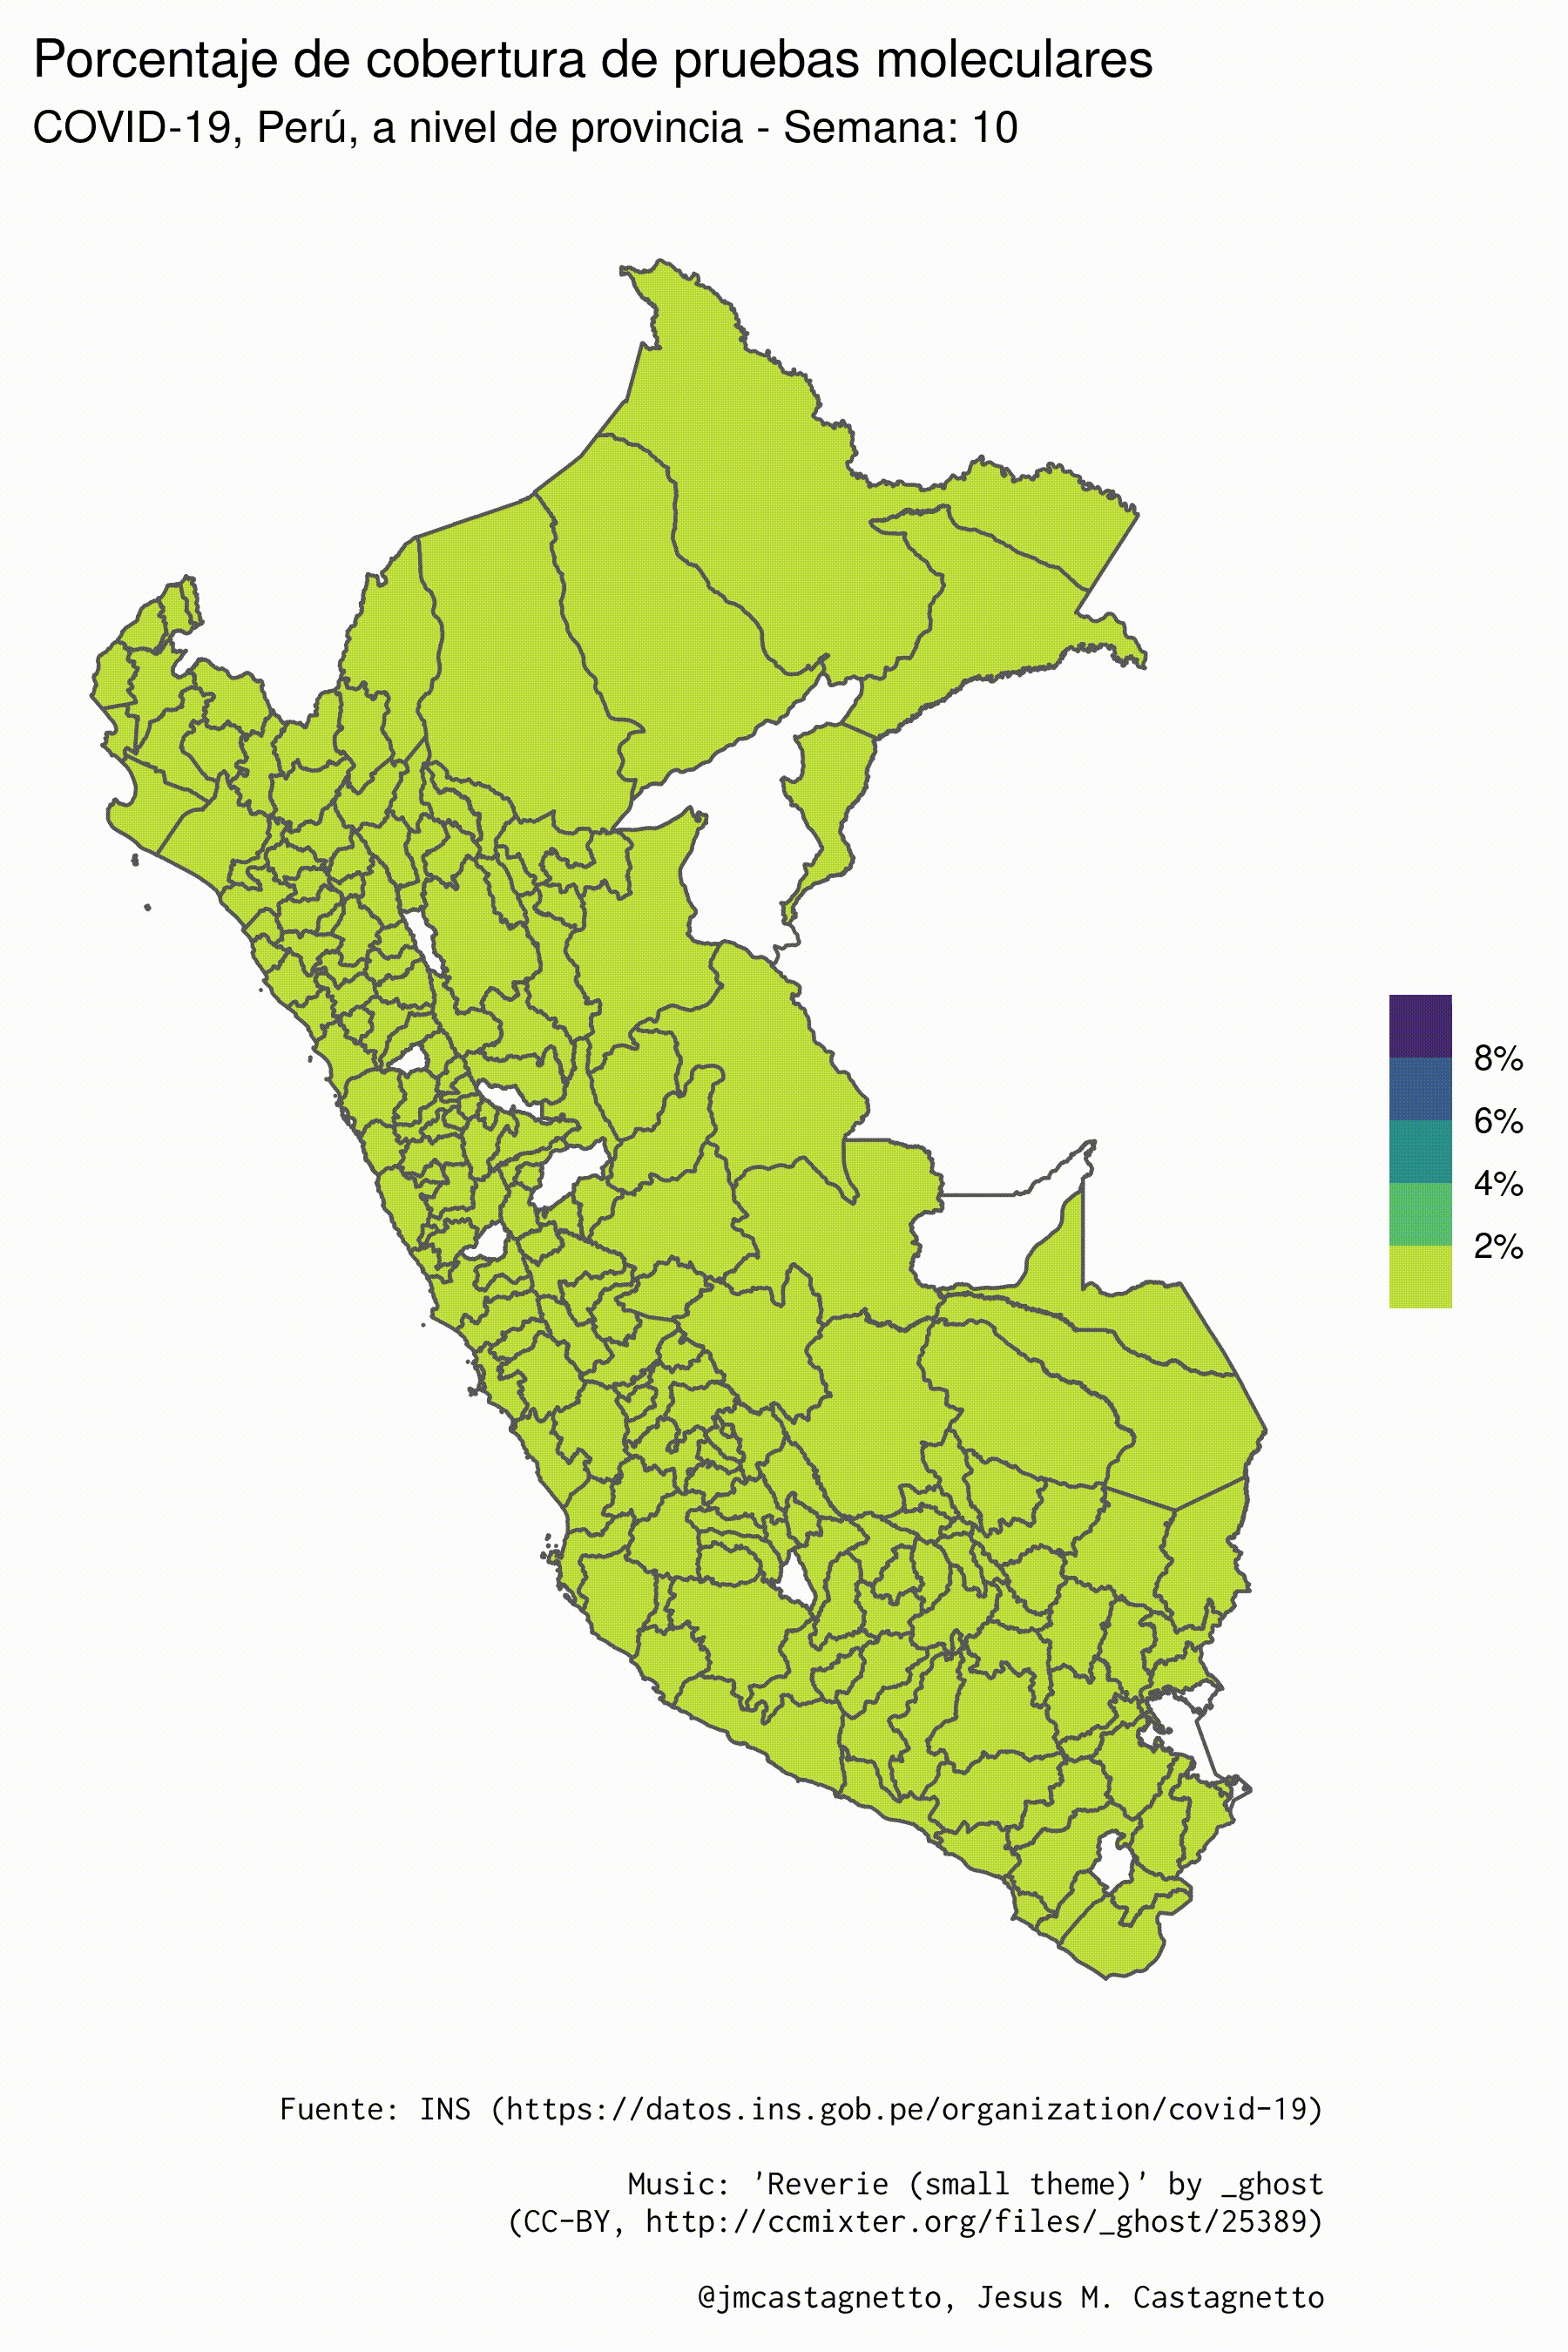 Porcentaje de cobertura de pruebas moleculares
COVID-19, Perú, a nivel de provincia - Semana: 10
8%
6%
4%
2%
Fuente: INS (https://datos.ins.gob.pe/organization/covid-19)
Music: 'Reverie (small theme)' by _ghost
(CC-BY, http://ccmixter.org/files/_ghost/25389)
@jmcastagnetto, Jesus M. Castagnetto